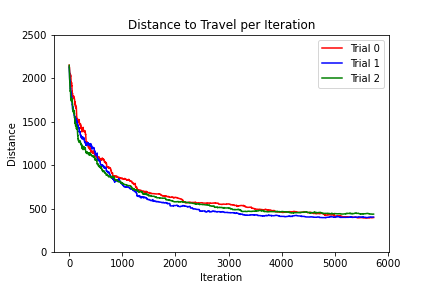 Distance to Travel per Iteration
2500
2000
1500
1000
500
0
Distance
Trial 0
Trial 1
Trial 2
0 1000 2000 3000 4000 5000 6000
Iteration